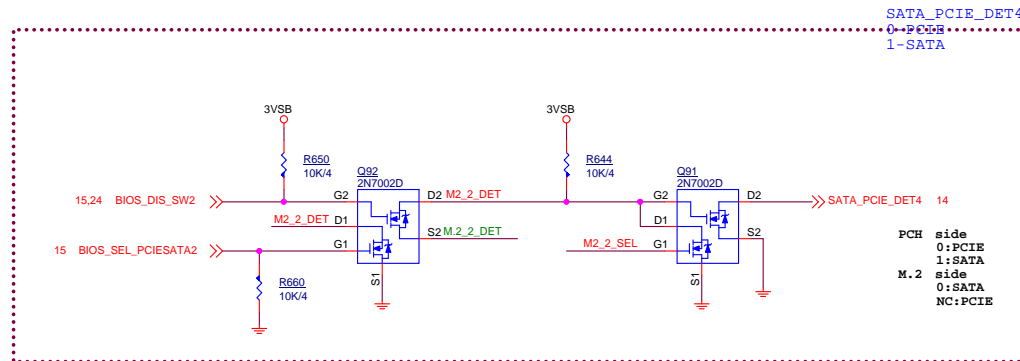 SATA_PCIE_DET4
0-PCIE
1-SATA
3VSB
3VSB
R650
10K/4
R644
10K/4
Q92
2N7002D
Q91
2N7002D
15,24 BIOS_DIS_SW2
G2
D2
M2_2_DET
G2
D2
SATA_PCIE_DET4 14
M2_2_DET
D1
D1
S2
M.2_2_DET
S2
15 BIOS_SEL_PCIESATA2
G1
M2_2_SEL
G1
S1
S1
R660
10K/4
PCH side
0:PCIE
1:SATA
M.2 side
0:SATA
NC:PCIE